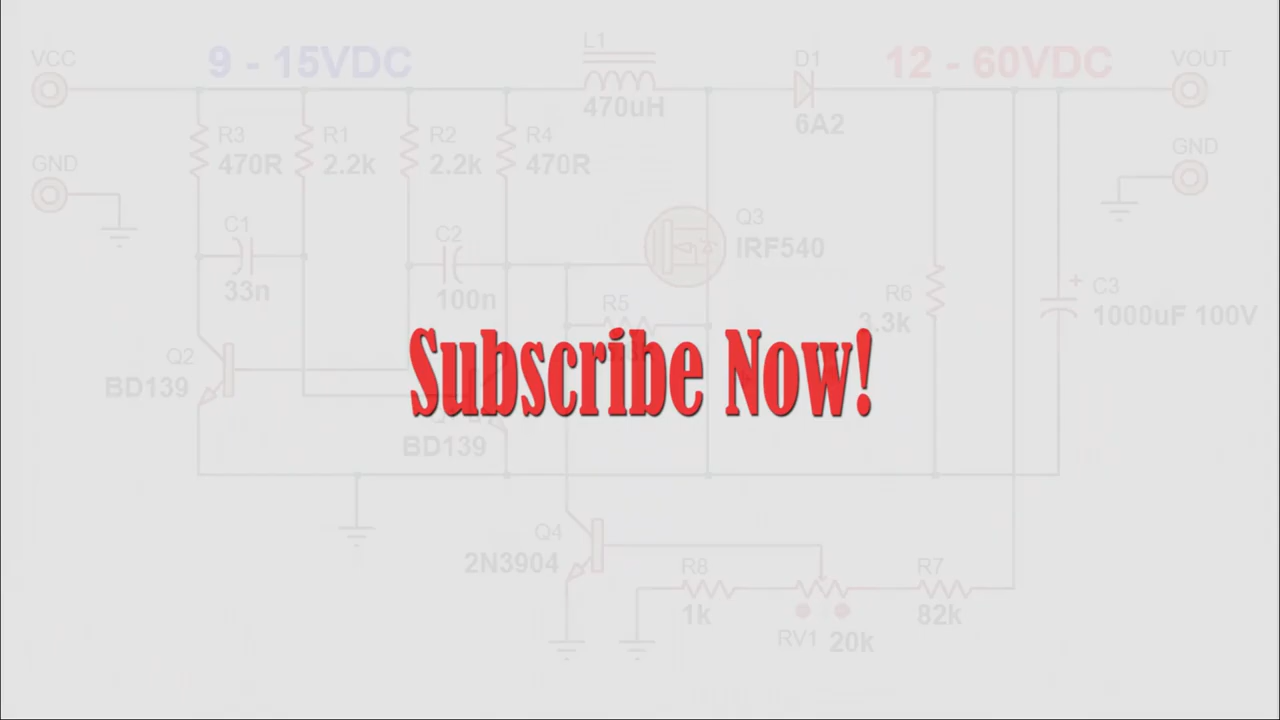 VCC
9 - 15VDC
L1
470uH
D1
6A2
12 - 60VDC
VOUT
GND
R3
470R
R1
2.2k
R2
2.2k
R4
470R
GND
C1
33n
C2
100n
Q3
IRF540
R5
R6
3.3k
C3
+
1000uF 100V
Q2
BD139
Subscribe Now!
BD139
Q4
2N3904
R8
1k
RV1
20k
R7
82k